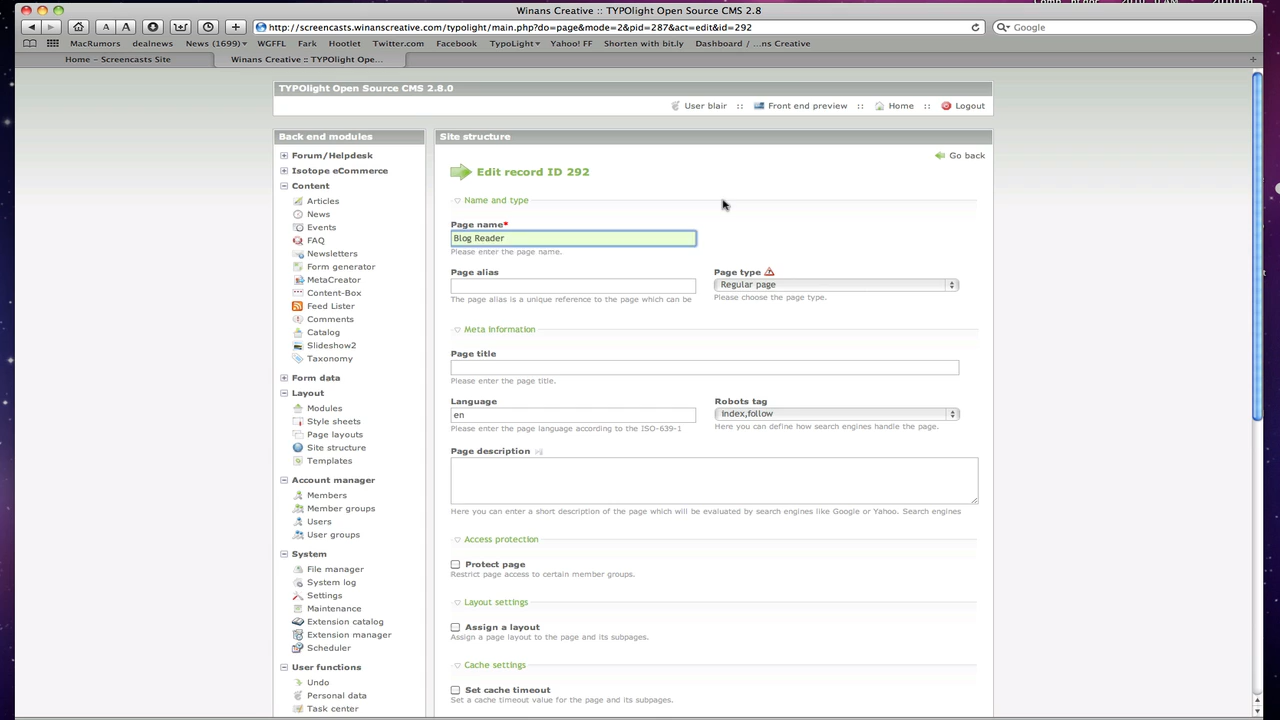 Winans Creative :: TYPOlight Open Source CMS 2.8
http://screencasts.winanscreative.com/typolight/main.php?do=page&mode=2&pid=287&act=edit&id=292
Google
MacRumors dealnews News (1699) WGFFL Fark Hootlet Twitter.com Facebook TypoLight Yahoo! FF Shorten with bit.ly Dashboard / ...ns Creative
Home – Screencasts Site
Winans Creative :: TYPOlight Ope...
TYPOlight Open Source CMS 2.8.0
User blair :: Front end preview :: Home :: Logout
Back end modules
Forum/Helpdesk
Isotope eCommerce
Content
Articles
News
Events
FAQ
Newsletters
Form generator
MetaCreator
Content-Box
Feed Lister
Comments
Catalog
Slideshow2
Taxonomy
Form data
Layout
Modules
Style sheets
Page layouts
Site structure
Templates
Account manager
Members
Member groups
Users
User groups
System
File manager
System log
Settings
Maintenance
Extension catalog
Extension manager
Scheduler
User functions
Undo
Personal data
Task center
Site structure
Go back
Edit record ID 292
Name and type
Page name*
Blog Reader
Please enter the page name.
Page alias
The page alias is a unique reference to the page which can be
Page type
Regular page
Please choose the page type.
Meta Information
Page title
Please enter the page title.
Language
en
Please enter the page language according to the ISO-639-1
Robots tag
index,follow
Here you can define how search engines handle the page.
Page description
Here you can enter a short description of the page which will be evaluated by search engines like Google or Yahoo. Search engines
Access protection
Protect page
Restrict page access to certain member groups.
Layout settings
Assign a layout
Assign a page layout to the page and its subpages.
Cache settings
Set cache timeout
Set a cache timeout value for the page and its subpages.